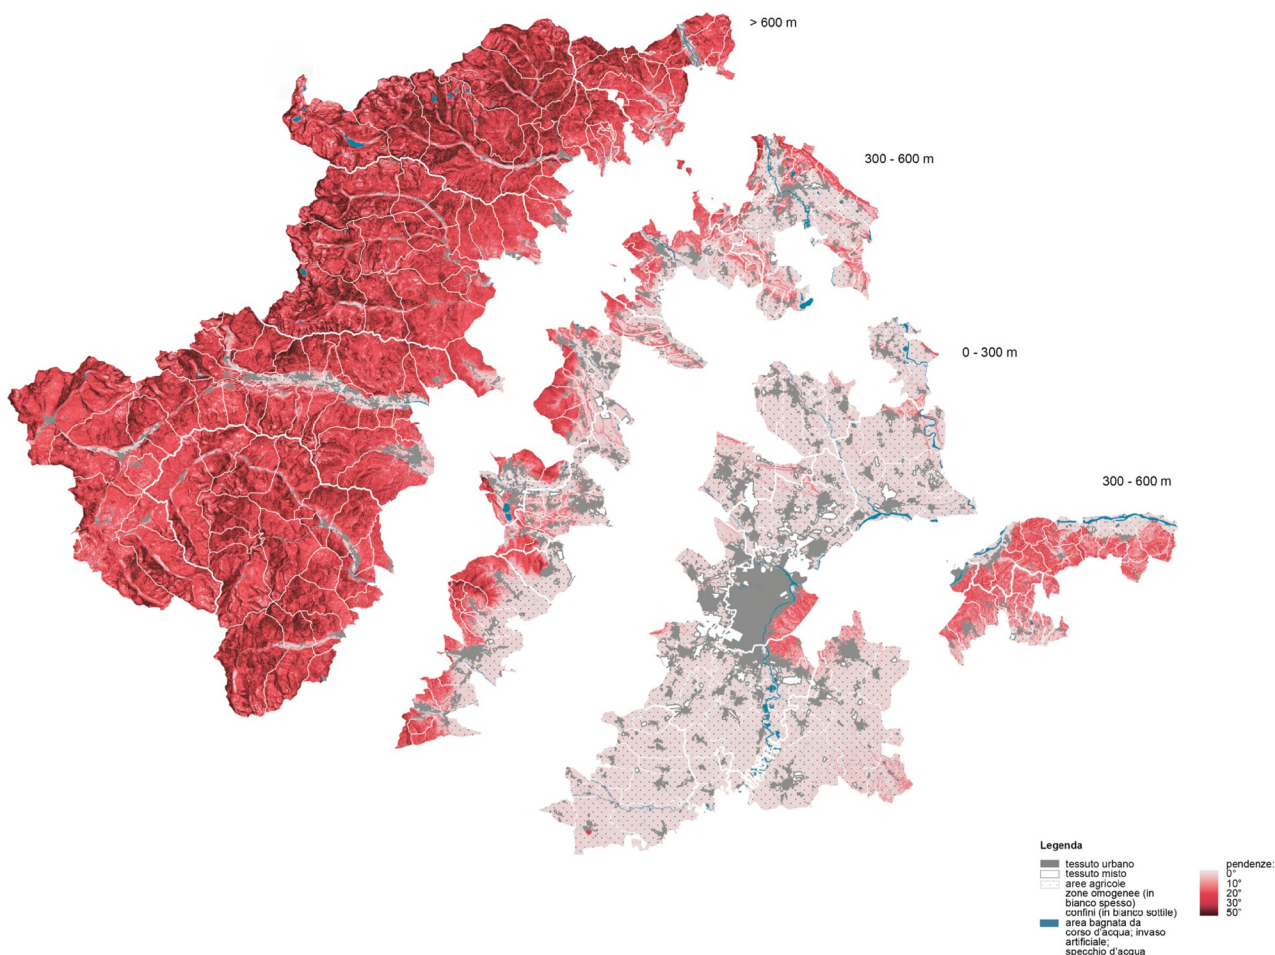 > 600 m
300 - 600 m
0 - 300 m
300 - 600 m
Legenda
tessuto urbano
tessuto misto
aree agricole
zone omogenee (in
bianco spesso)
confini (in bianco sottile)
area bagnata da
corso d'acqua; invaso
artificiale;
specchio d'acqua
pendenze:
0°
10°
20°
30°
50°